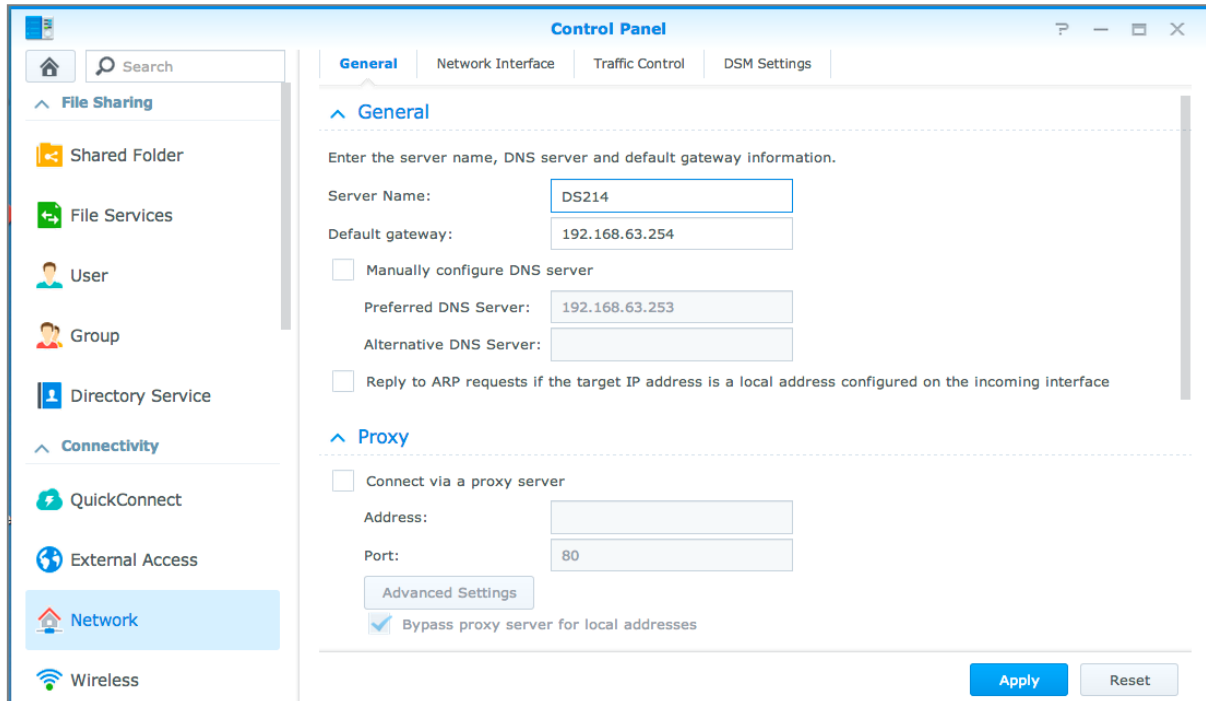 Control Panel
Search
General Network Interface Traffic Control DSM Settings
File Sharing
Shared Folder
File Services
User
Group
Directory Service
Connectivity
QuickConnect
External Access
Network
Wireless
General
Enter the server name, DNS server and default gateway information.
Server Name: DS214
Default gateway: 192.168.63.254
Manually configure DNS server
Preferred DNS Server: 192.168.63.253
Alternative DNS Server:
Reply to ARP requests if the target IP address is a local address configured on the incoming interface
Proxy
Connect via a proxy server
Address:
Port: 80
Advanced Settings
Bypass proxy server for local addresses
Apply Reset